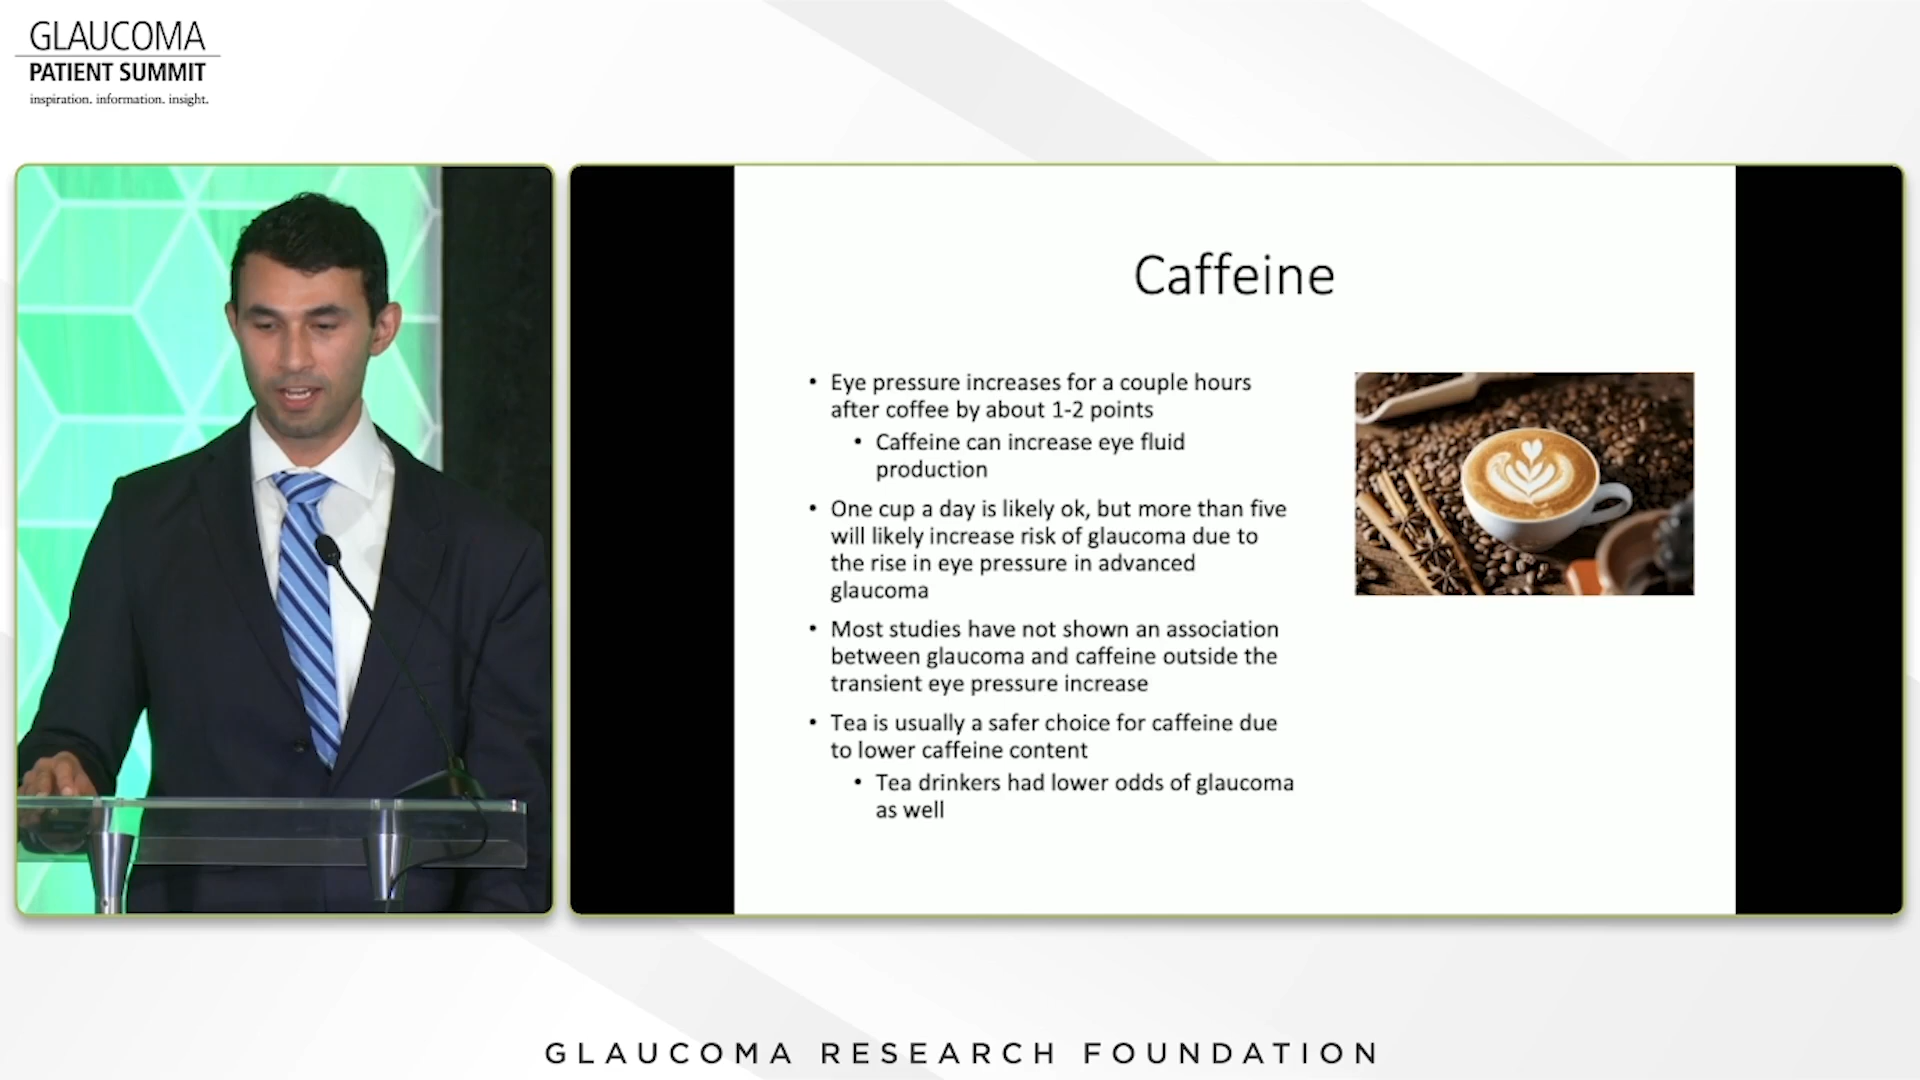 GLAUCOMA
PATIENT SUMMIT
inspiration. information. insight.
Caffeine
• Eye pressure increases for a couple hours
after coffee by about 1-2 points
• Caffeine can increase eye fluid
production
• One cup a day is likely ok, but more than five
will likely increase risk of glaucoma due to
the rise in eye pressure in advanced
glaucoma
• Most studies have not shown an association
between glaucoma and caffeine outside the
transient eye pressure increase
• Tea is usually a safer choice for caffeine due
to lower caffeine content
• Tea drinkers had lower odds of glaucoma
as well
GLAUCOMA RESEARCH FOUNDATION